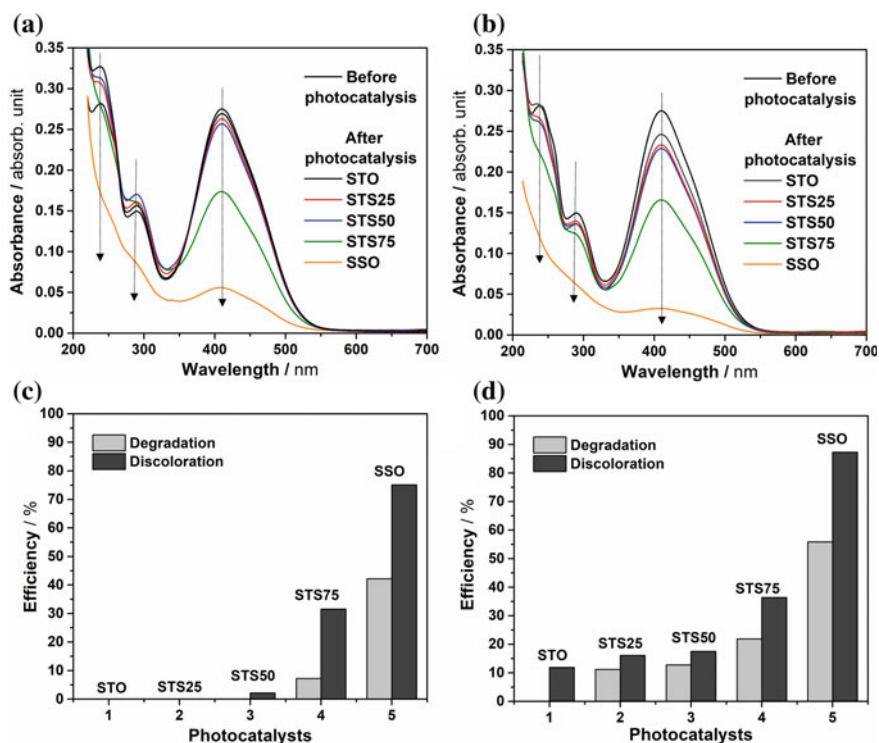 (a)
0.35
0.30
0.25
0.20
0.15
0.10
0.05
0.00
Absorbance / absorb. unit
Before
photocatalysis
After
photocatalysis
STO
STS25
STS50
STS75
SSO
200 300 400 500 600 700
Wavelength / nm
(b)
0.35
0.30
0.25
0.20
0.15
0.10
0.05
0.00
Absorbance / absorb. unit
Before
photocatalysis
After
photocatalysis
STO
STS25
STS50
STS75
SSO
200 300 400 500 600 700
Wavelength / nm
(c)
100
90
80
70
60
50
40
30
20
10
0
Efficiency / %
Degradation
Discoloration
STO STS25 STS50 STS75 SSO
1 2 3 4 5
Photocatalysts
(d)
100
90
80
70
60
50
40
30
20
10
0
Efficiency / %
Degradation
Discoloration
STO STS25 STS50 STS75 SSO
1 2 3 4 5
Photocatalysts